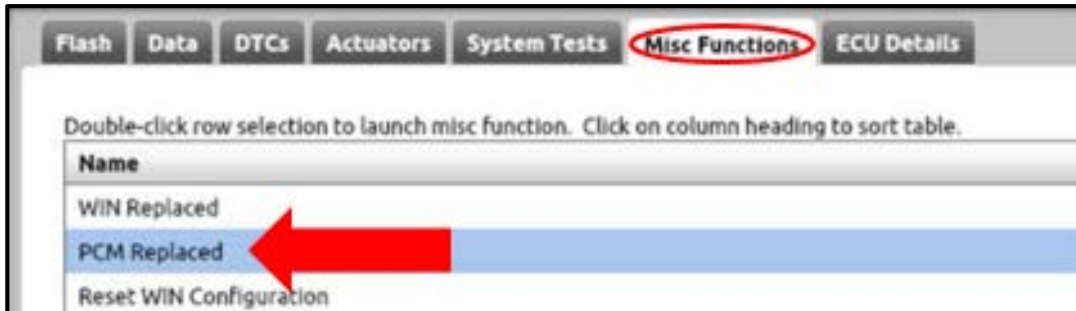 Flash Data DTCs Actuators System Tests Misc Functions ECU Details
Double-click row selection to launch misc function. Click on column heading to sort table.
Name
WIN Replaced
PCM Replaced
Reset WIN Configuration